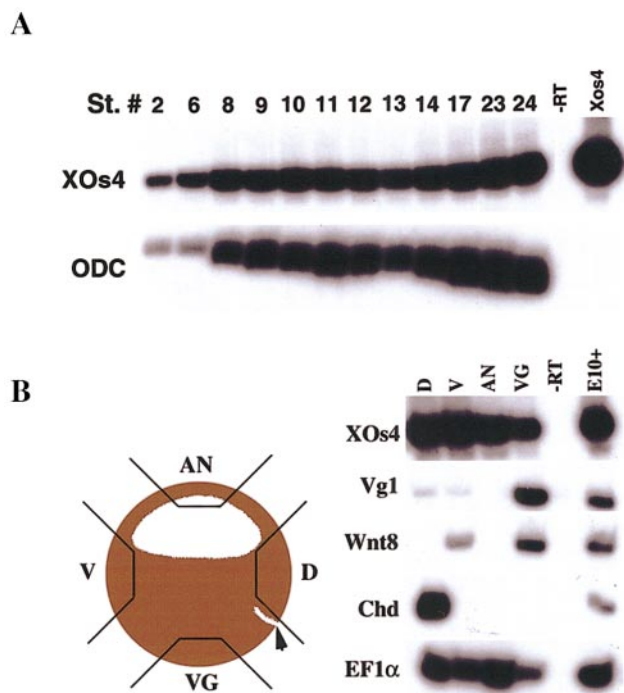 A
St. # 2 6 8 9 10 11 12 13 14 17 23 24 -RT Xos4
XOs4
ODC
B
AN
V
D
VG
D V AN VG -RT E10+
XOs4
Vg1
Wnt8
Chd
EF1α